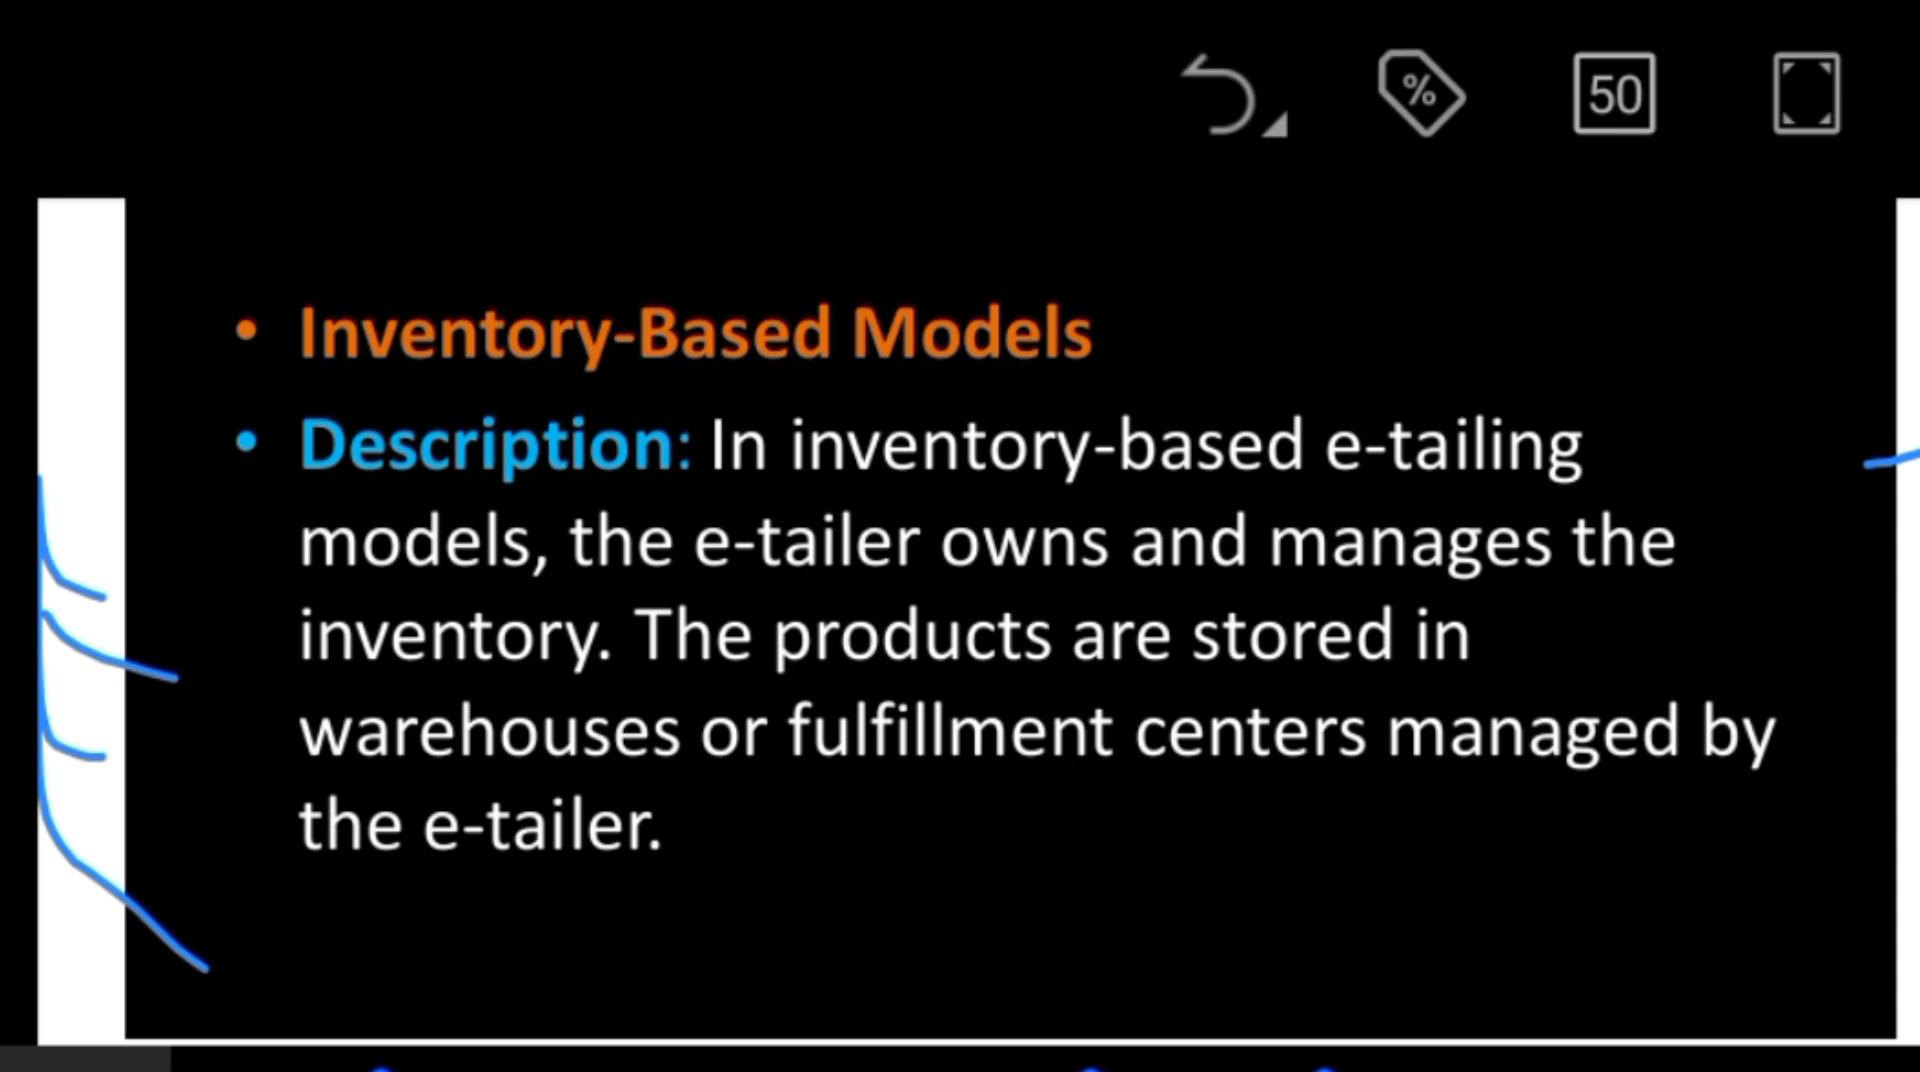 %
50
• Inventory-Based Models
• Description: In inventory-based e-tailing
models, the e-tailer owns and manages the
inventory. The products are stored in
warehouses or fulfillment centers managed by
the e-tailer.